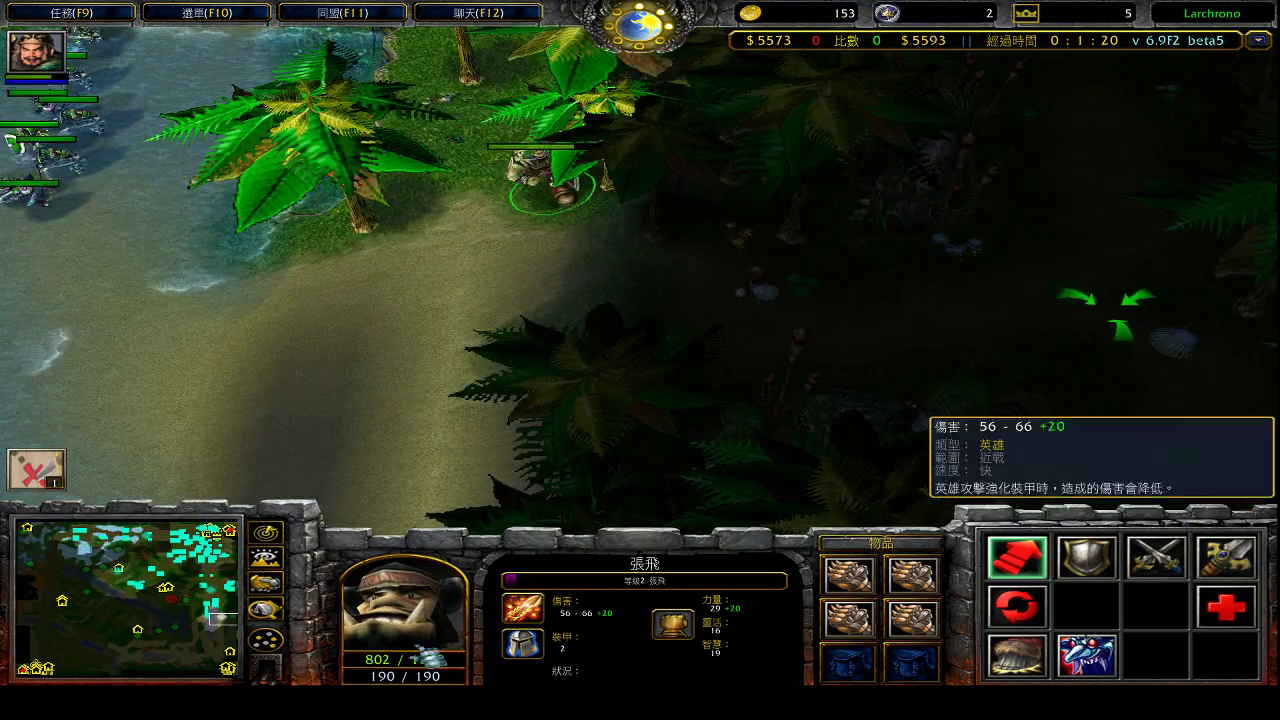 任務(F9)
選單(F10)
同盟(F11)
聊天(F12)
153
2
5
Larchrono
$.5573 0 比數 0 $.5593 || 經過時間 0 : 1 : 20 v 6.9F2 beta5
傷害： 56 - 66 +20
類型： 英雄
範圍： 近戰
速度： 快
英雄攻擊強化裝甲時，造成的傷害會降低。
1
張飛
等級2 張飛
傷害：
56 - 66 +20
裝甲：
2
狀況：
力量：
29 +20
靈活：
16
智慧：
19
物品
802 /
190 / 190